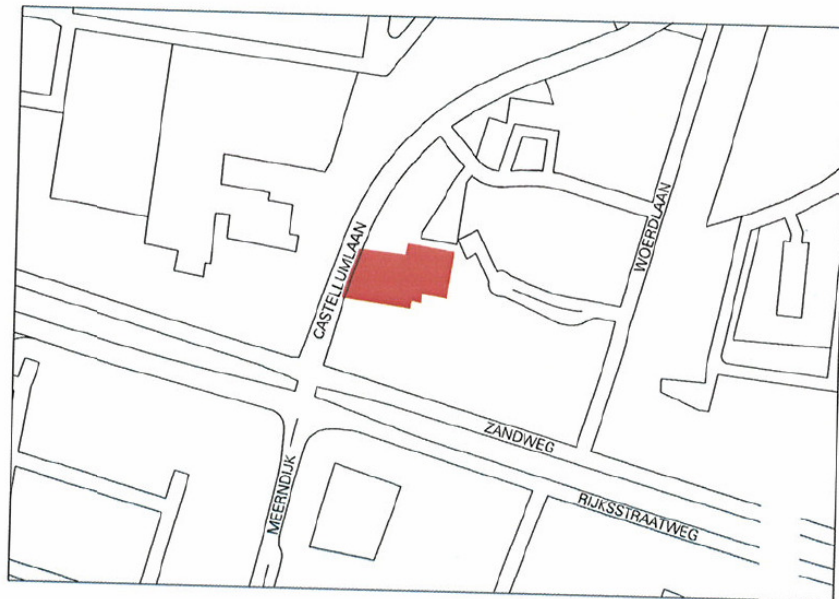 CASTELLUMLAAN
WOERDLAAN
ZANDWEG
MEERNDIJK
RIJKSSTRAATWEG